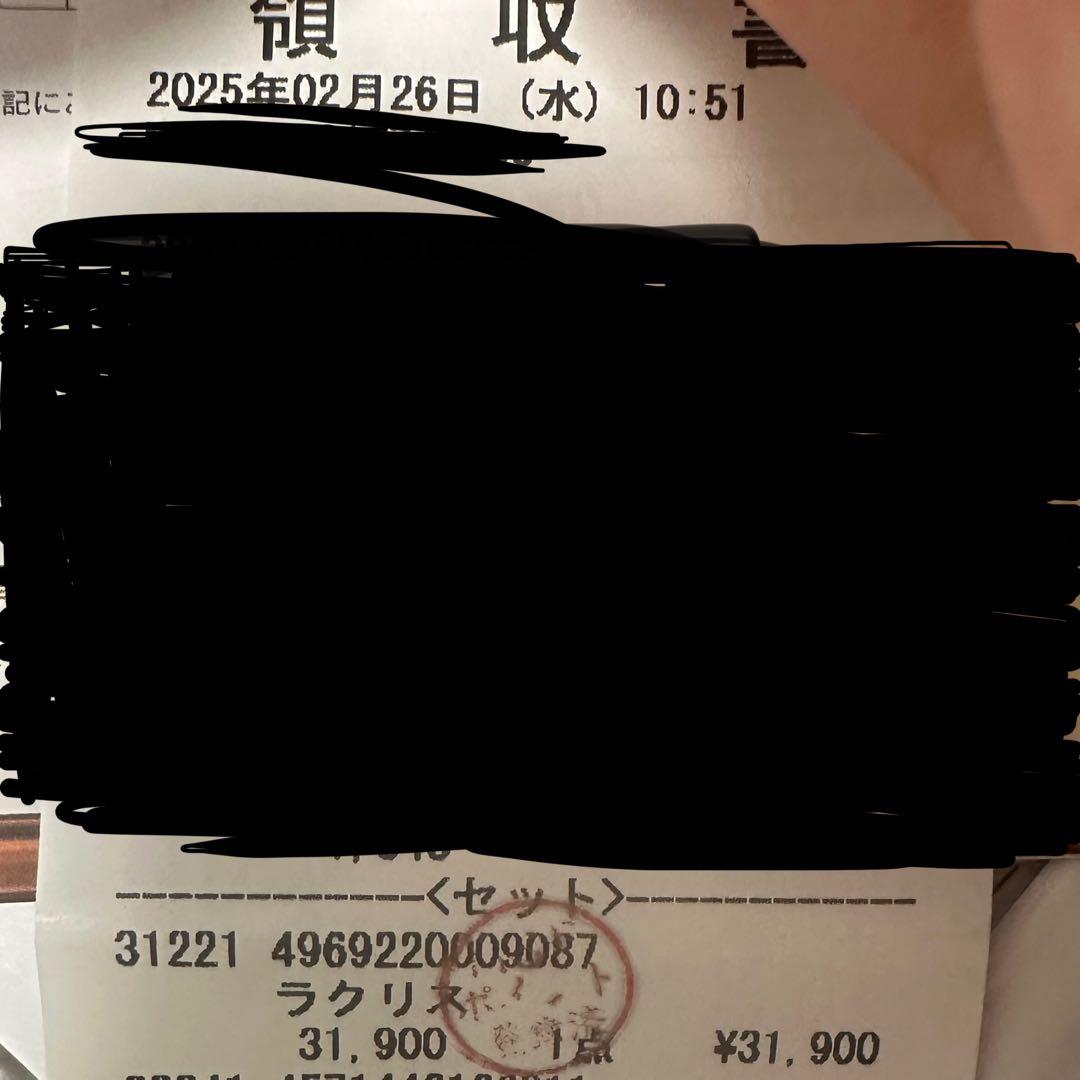 領収書
2025年02月26日（水）10:51
記に
<セット>
31221 4969220009087
ラクリス
31,900 1点 ¥31,900